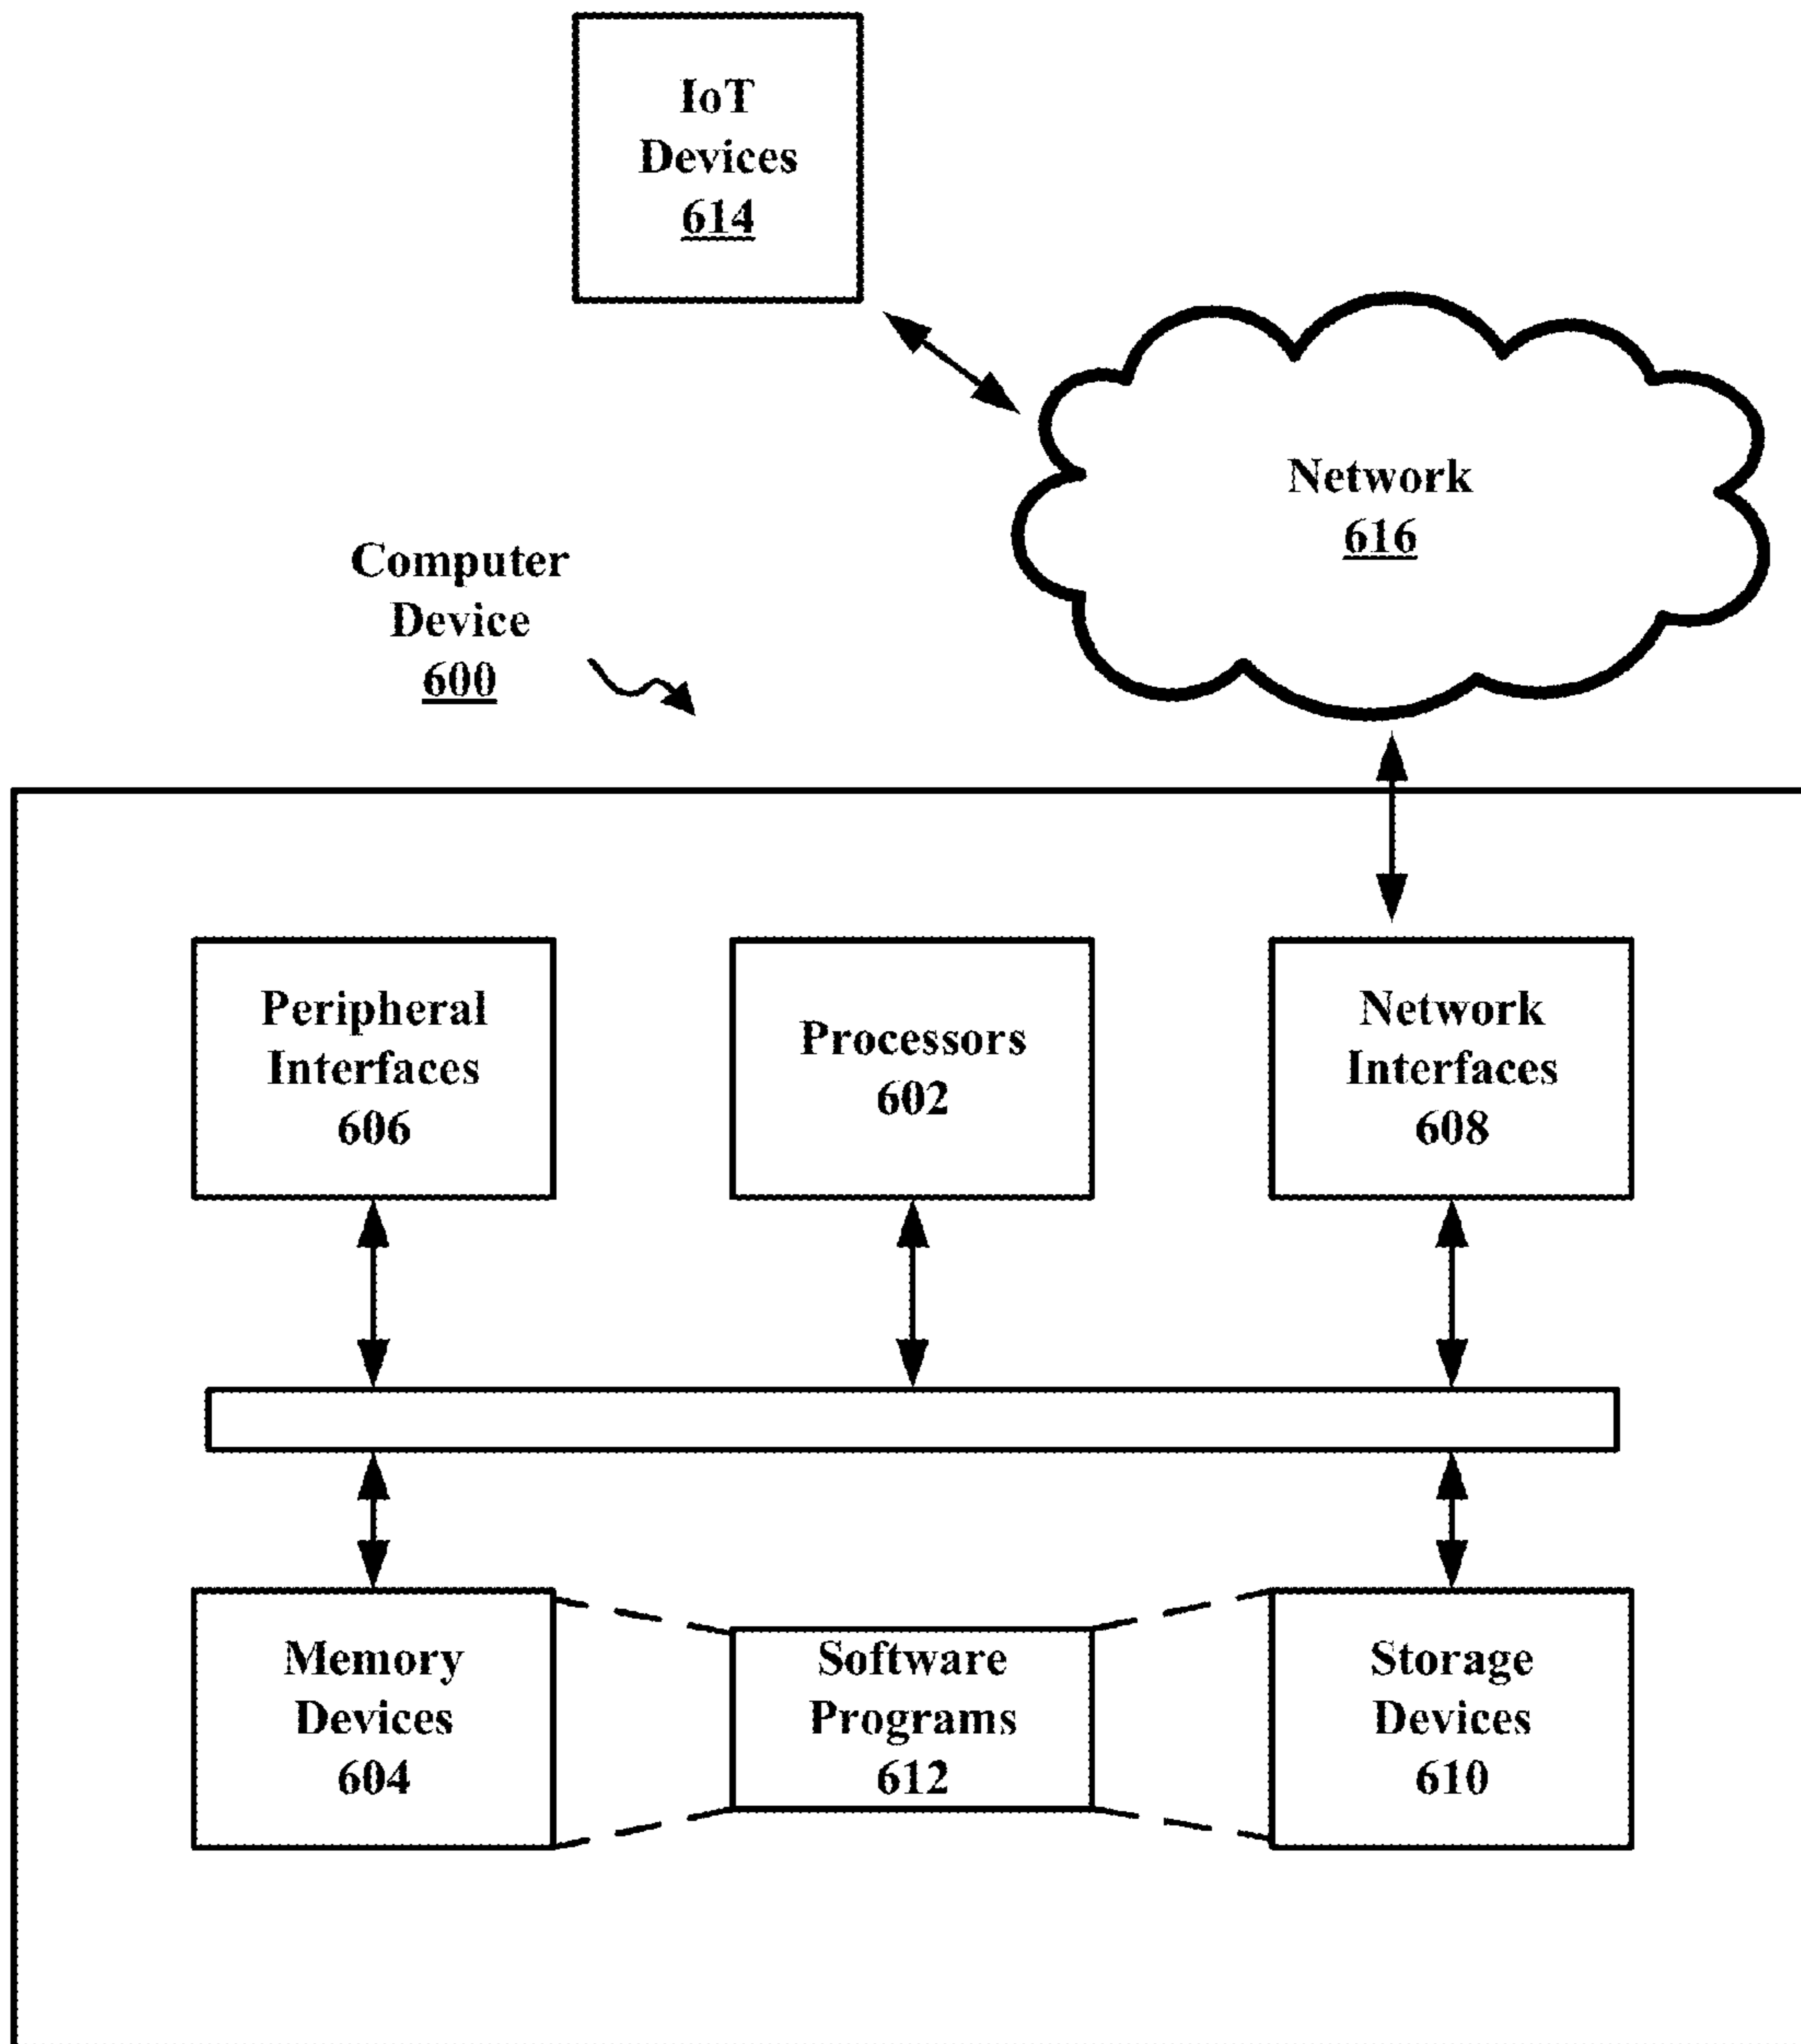 IoT
Devices
614
Network
616
Computer
Device
600
Peripheral
Interfaces
606
Processors
602
Network
Interfaces
608
Memory
Devices
604
Software
Programs
612
Storage
Devices
610